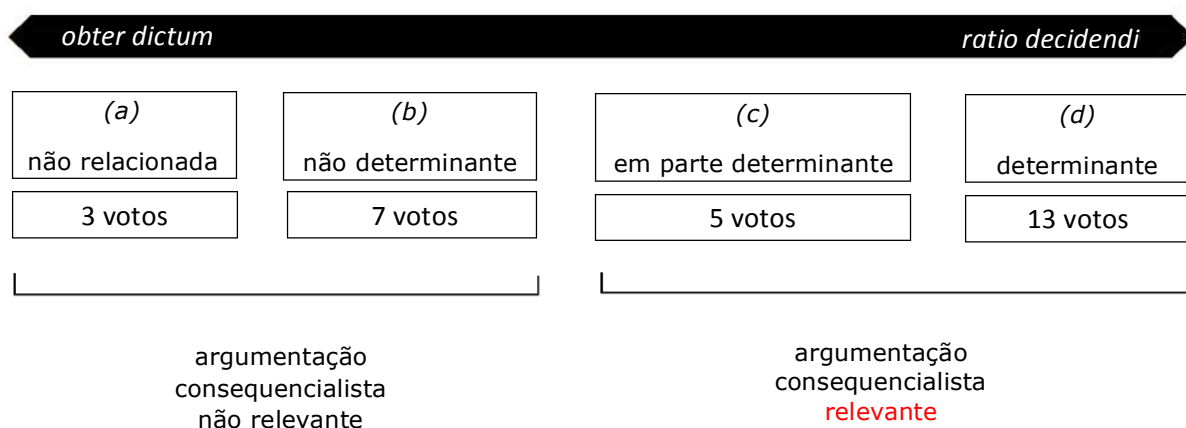 obter dictum
ratio decidendi
(a)
não relacionada
3 votos
(b)
não determinante
7 votos
(c)
em parte determinante
5 votos
(d)
determinante
13 votos
argumentação
consequencialista
não relevante
argumentação
consequencialista
relevante